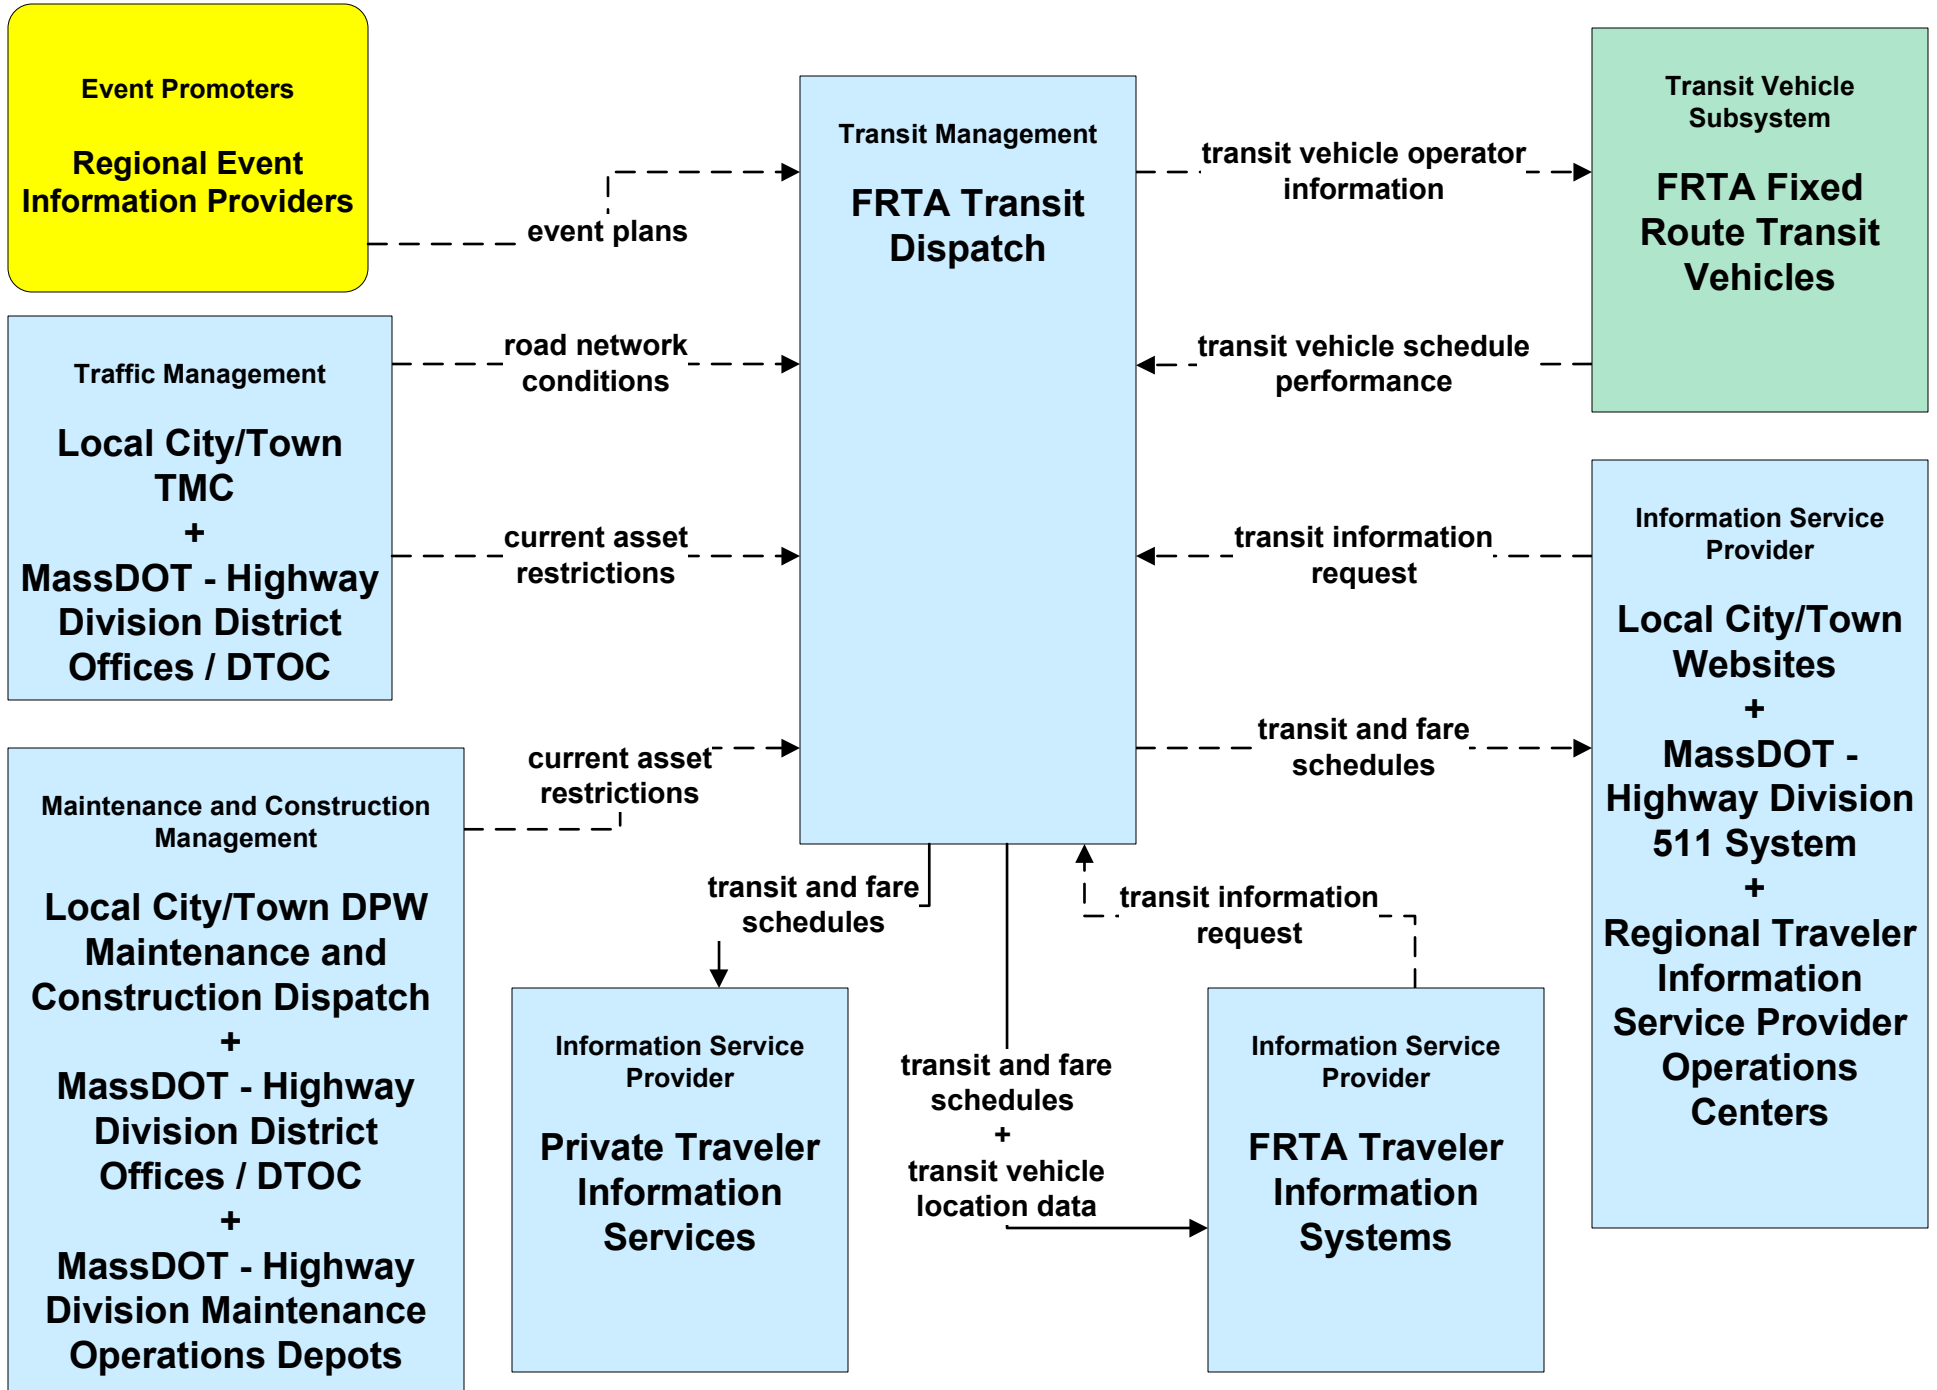 Event Promoters
Regional Event
Information Providers
event plans
Transit Management
FRTA Transit
Dispatch
transit vehicle operator
information
Transit Vehicle
Subsystem
FRTA Fixed
Route Transit
Vehicles
Traffic Management
Local City/Town
TMC
+
MassDOT - Highway
Division District
Offices / DTOC
road network
conditions
current asset
restrictions
transit vehicle schedule
performance
transit information
request
transit and fare
schedules
Information Service
Provider
Local City/Town
Websites
+
MassDOT -
Highway Division
511 System
+
Regional Traveler
Information
Service Provider
Operations
Centers
Maintenance and Construction
Management
Local City/Town DPW
Maintenance and
Construction Dispatch
+
MassDOT - Highway
Division District
Offices / DTOC
+
MassDOT - Highway
Division Maintenance
Operations Depots
current asset
restrictions
transit and fare
schedules
Information Service
Provider
Private Traveler
Information
Services
transit and fare
schedules
+
transit vehicle
location data
transit information
request
Information Service
Provider
FRTA Traveler
Information
Systems